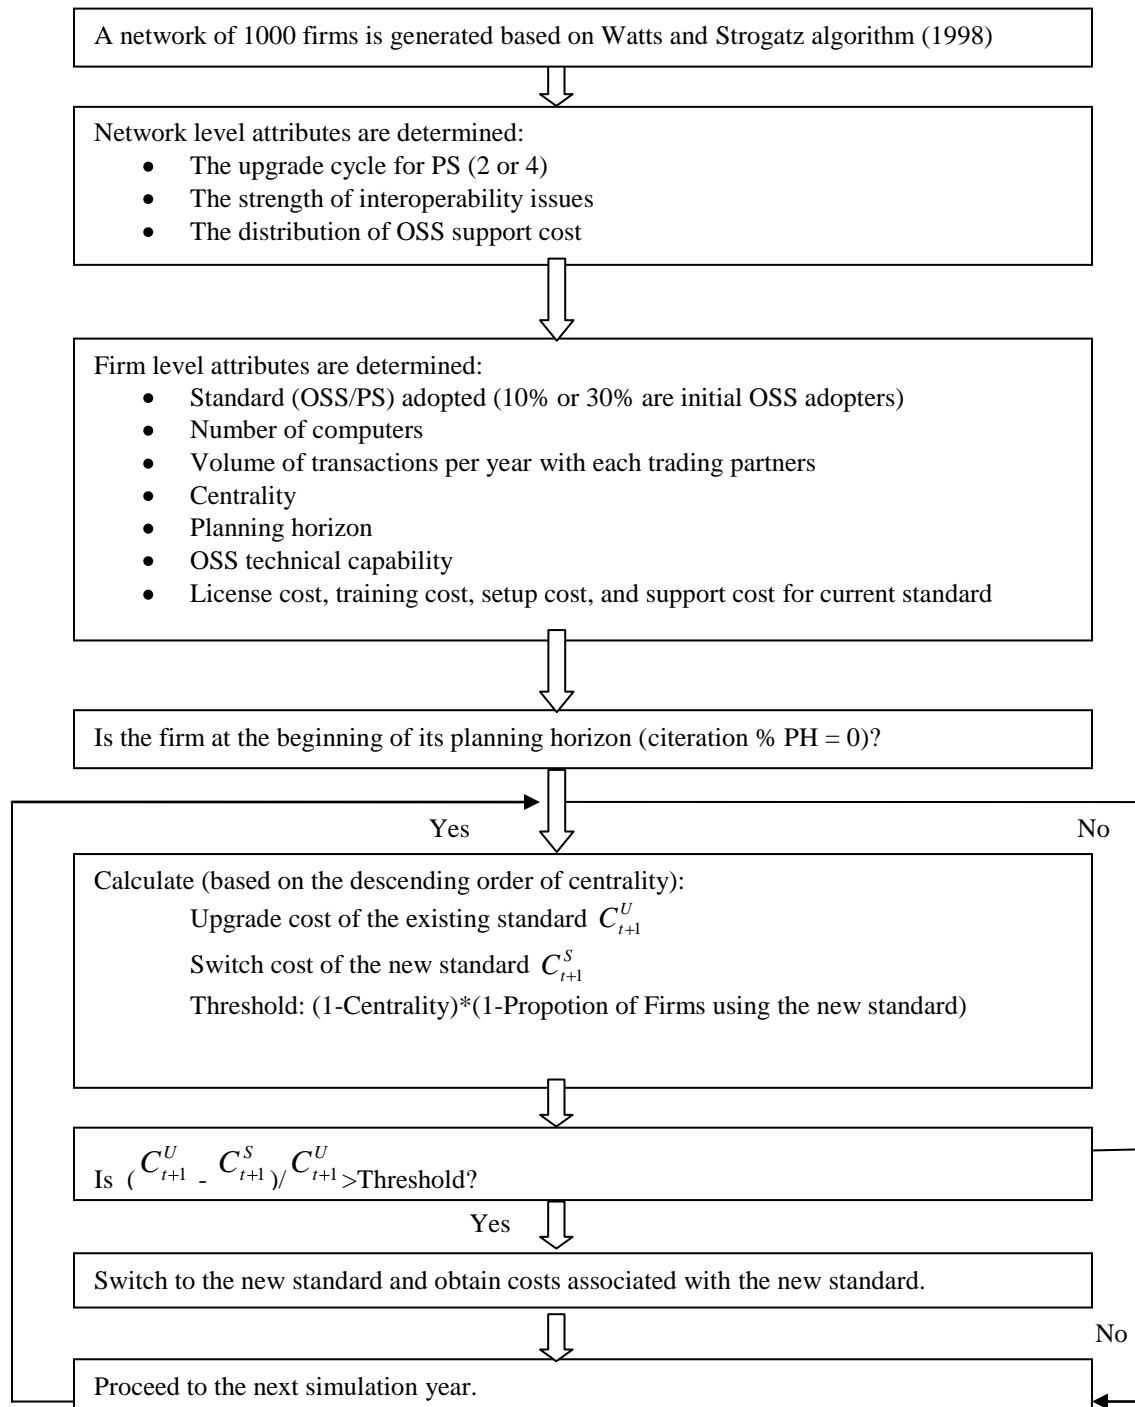 A network of 1000 firms is generated based on Watts and Strogatz algorithm (1998)
Network level attributes are determined:
• The upgrade cycle for PS (2 or 4)
• The strength of interoperability issues
• The distribution of OSS support cost
Firm level attributes are determined:
• Standard (OSS/PS) adopted (10% or 30% are initial OSS adopters)
• Number of computers
• Volume of transactions per year with each trading partners
• Centrality
• Planning horizon
• OSS technical capability
• License cost, training cost, setup cost, and support cost for current standard
Is the firm at the beginning of its planning horizon (citeration % PH = 0)?
Yes
No
Calculate (based on the descending order of centrality):
Upgrade cost of the existing standard $C_{t+1}^{U}$
Switch cost of the new standard $C_{t+1}^{S}$
Threshold: (1-Centrality)*(1-Propotion of Firms using the new standard)
Is ($C_{t+1}^{U}$ - $C_{t+1}^{S}$)/$C_{t+1}^{U}$>Threshold?
Yes
Switch to the new standard and obtain costs associated with the new standard.
No
Proceed to the next simulation year.